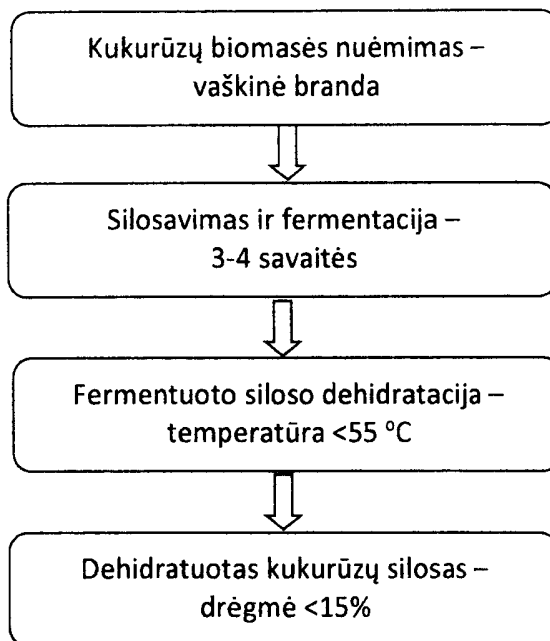 Kukurūzų biomasės nuėmimas –
vaškinė branda
Silosavimas ir fermentacija –
3-4 savaitės
Fermentuoto siloso dehidratacija –
temperatūra <55 °C
Dehidratuotas kukurūzų silosas –
drėgmė <15%